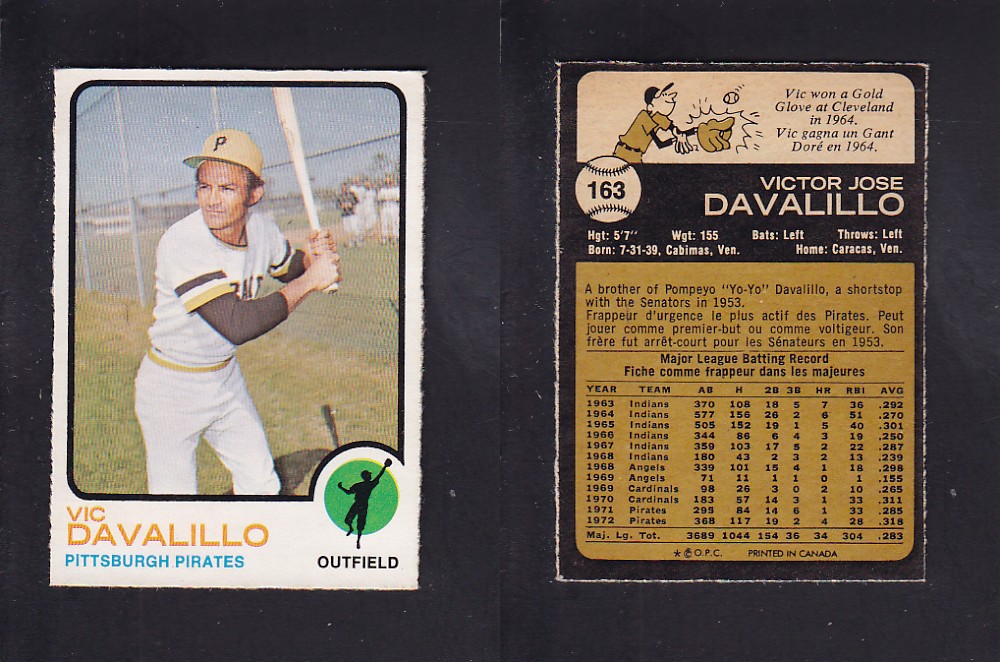 P
VIC
DAVALILLO
PITTSBURGH PIRATES
OUTFIELD
Vic won a Gold
Glove at Cleveland
in 1964.
Vic gagna un Gant
Doré en 1964.
163
VICTOR JOSE
DAVALILLO
Hgt: 5'7" Wgt: 155 Bats: Left Throws: Left
Born: 7-31-39, Cabimas, Ven. Home: Caracas, Ven.
A brother of Pompeyo "Yo-Yo" Davalillo, a shortstop
with the Senators in 1953.
Frappeur d'urgence le plus actif des Pirates. Peut
jouer comme premier-but ou comme voltigeur. Son
frère fut arrêt-court pour les Sénateurs en 1953.
Major League Batting Record
Fiche comme frappeur dans les majeures
YEAR TEAM AB H 2B 3B HR RBI AVG
1963 Indians 370 108 18 5 7 36 .292
1964 Indians 577 156 26 2 6 51 .270
1965 Indians 505 152 19 1 5 40 .301
1966 Indians 344 86 6 4 3 19 .250
1967 Indians 359 103 17 5 2 22 .287
1968 Indians 180 43 2 3 2 13 .239
1968 Angels 339 101 15 4 1 18 .298
1969 Angels 71 11 1 1 0 1 .155
1969 Cardinals 98 26 3 0 2 10 .265
1970 Cardinals 183 57 14 3 1 33 .311
1971 Pirates 295 84 14 6 1 33 .285
1972 Pirates 368 117 19 2 4 28 .318
Maj. Lg. Tot. 3689 1044 154 36 34 304 .283
* © O.P.C. PRINTED IN CANADA